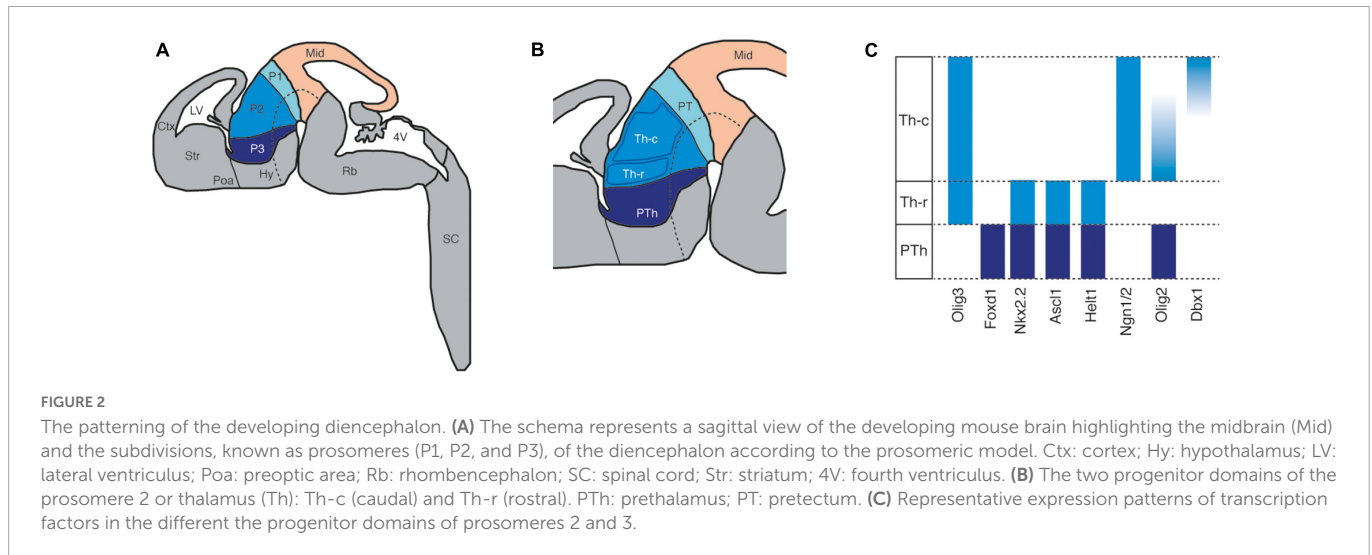 A
Mid
P1
P2
LV
Ctx
P3
4V
Str
Hy
Rb
Poa
SC
B
Mid
PT
Th-c
Th-r
PTh
C
Th-c
Th-r
PTh
Olig3
Foxd1
Nkx2.2
Ascl1
Helt1
Ngn1/2
Olig2
Dbx1
FIGURE 2
The patterning of the developing diencephalon. (A) The schema represents a sagittal view of the developing mouse brain highlighting the midbrain (Mid)
and the subdivisions, known as prosomeres (P1, P2, and P3), of the diencephalon according to the prosomeric model. Ctx: cortex; Hy: hypothalamus; LV:
lateral ventriculus; Poa: preoptic area; Rb: rhombencephalon; SC: spinal cord; Str: striatum; 4V: fourth ventriculus. (B) The two progenitor domains of the
prosomere 2 or thalamus (Th): Th-c (caudal) and Th-r (rostral). PTh: prethalamus; PT: pretectum. (C) Representative expression patterns of transcription
factors in the different the progenitor domains of prosomeres 2 and 3.